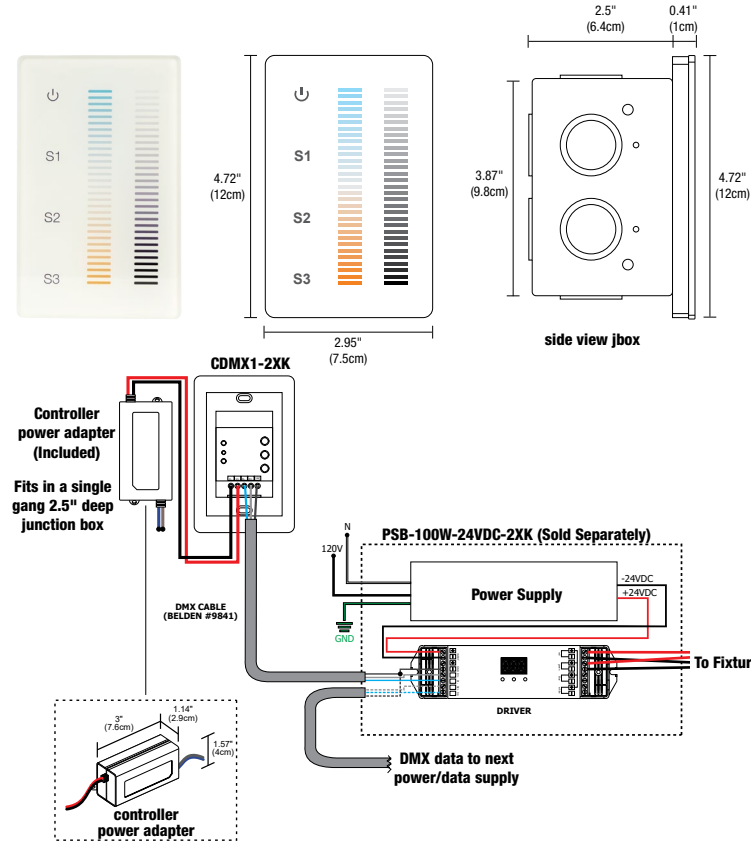 S1
S2
S3
4.72"
(12cm)
S1
S2
S3
2.95"
(7.5cm)
2.5"
(6.4cm)
0.41"
(1cm)
3.87"
(9.8cm)
4.72"
(12cm)
side view jbox
CDMX1-2XK
Controller
power adapter
(Included)
Fits in a single
gang 2.5" deep
junction box
DMX CABLE
(BELDEN #9841)
PSB-100W-24VDC-2XK (Sold Separately)
N
120V
GND
Power Supply
-24VDC
+24VDC
DRIVER
To Fixtur
DMX data to next
power/data supply
3"
(7.6cm)
1.14"
(2.9cm)
1.57"
(4cm)
controller
power adapter